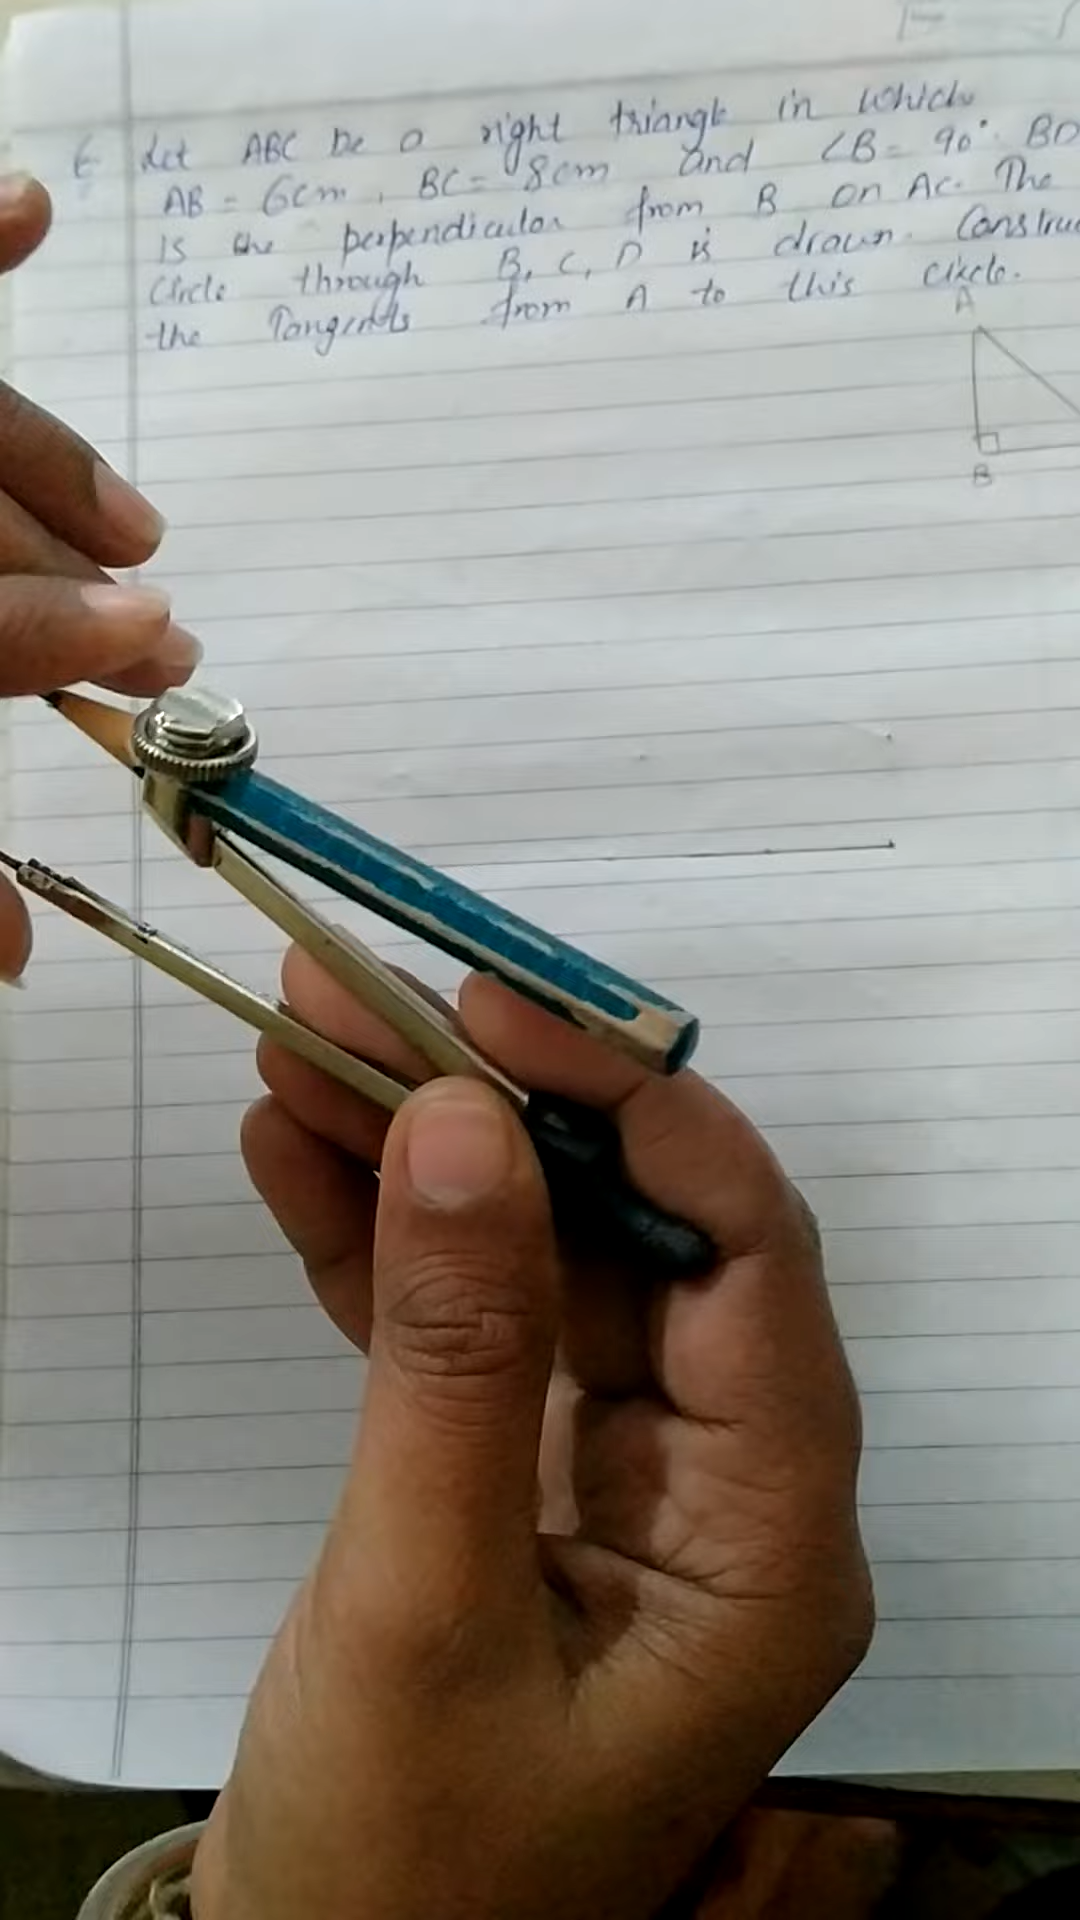 6 Let ABC be a right triangle in which
AB = 6cm, BC = 8cm and ∠B = 90°. BD
is the perpendicular from B on AC. The
Circle through B, C, D is drawn. Construc
the Tangents from A to this circle.
A
B